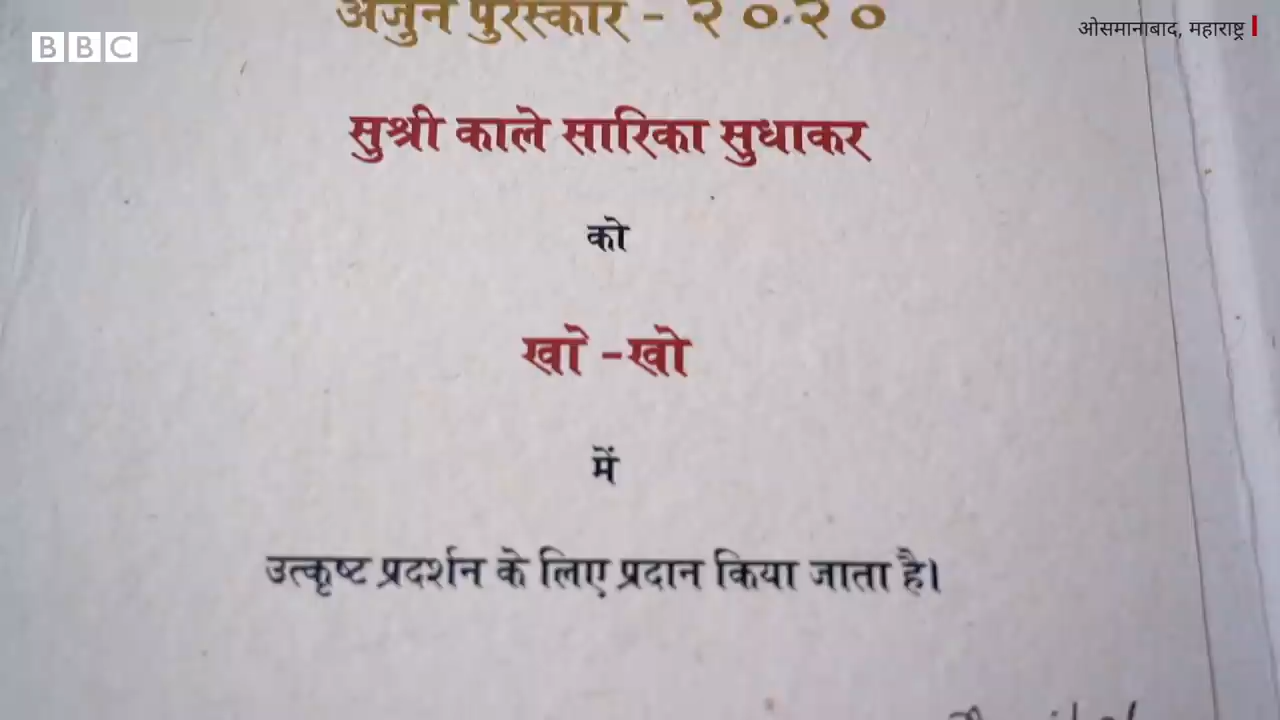 BBC
ओसमानाबाद, महाराष्ट्र
अर्जुन पुरस्कार - २०२०
सुश्री काले सारिका सुधाकर
को
खो -खो
में
उत्कृष्ट प्रदर्शन के लिए प्रदान किया जाता है।